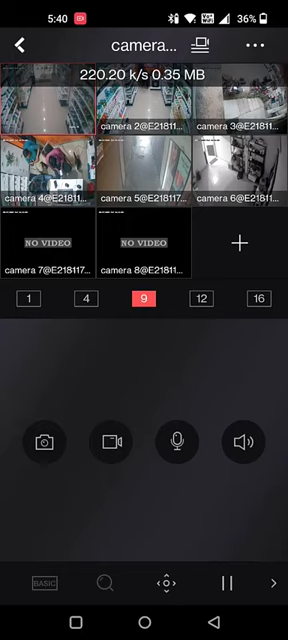 5:40
36%
camera...
220.20 k/s 0.35 MB
camera 2@E21811...
camera 3@E21811...
camera 4@E21811...
camera 5@E21811...
camera 6@E21811...
NO VIDEO
NO VIDEO
camera 7@E218117...
camera 8@E21811...
1
4
9
12
16
BASIC